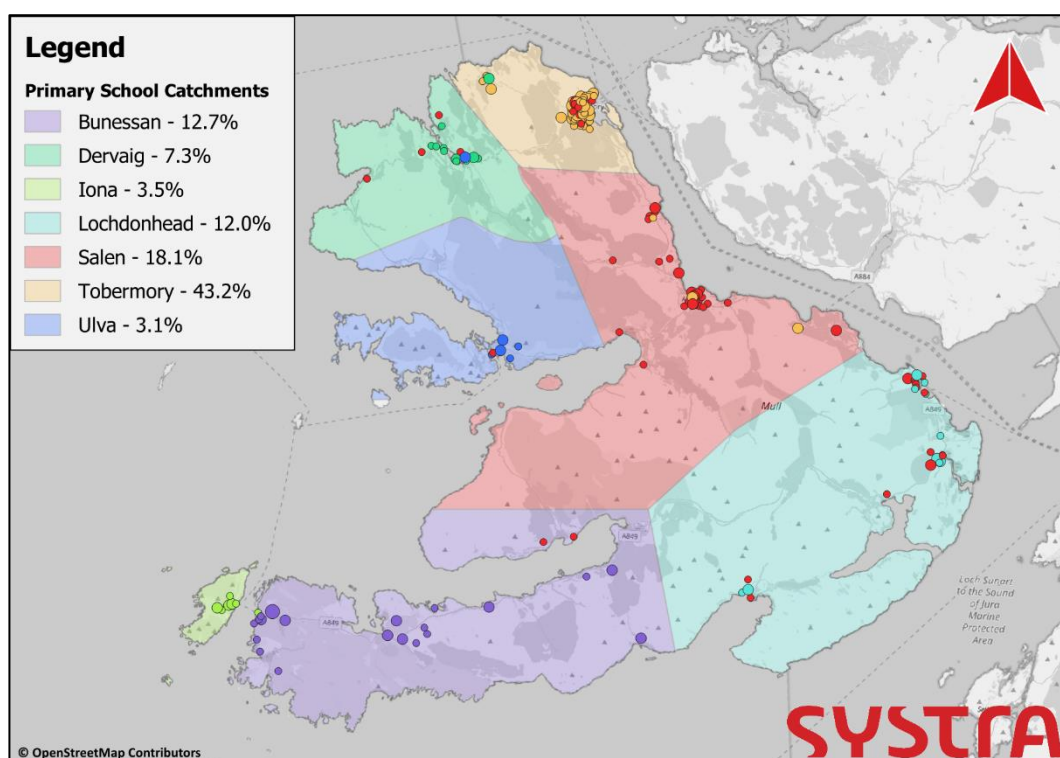 Legend
Primary School Catchments
Bunessan - 12.7%
Dervaig - 7.3%
Iona - 3.5%
Lochdonhead - 12.0%
Salen - 18.1%
Tobermory - 43.2%
Ulva - 3.1%
A884
Mull
A849
A849
A849
Loch Sunart
to the Sound
of Jura
Marine
Protected
Area
SYSTRA
© OpenStreetMap Contributors